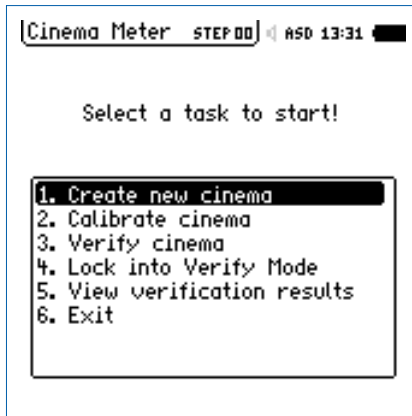 Cinema Meter STEP 00 ASD 13:31
Select a task to start!
1. Create new cinema
2. Calibrate cinema
3. Verify cinema
4. Lock into Verify Mode
5. View verification results
6. Exit